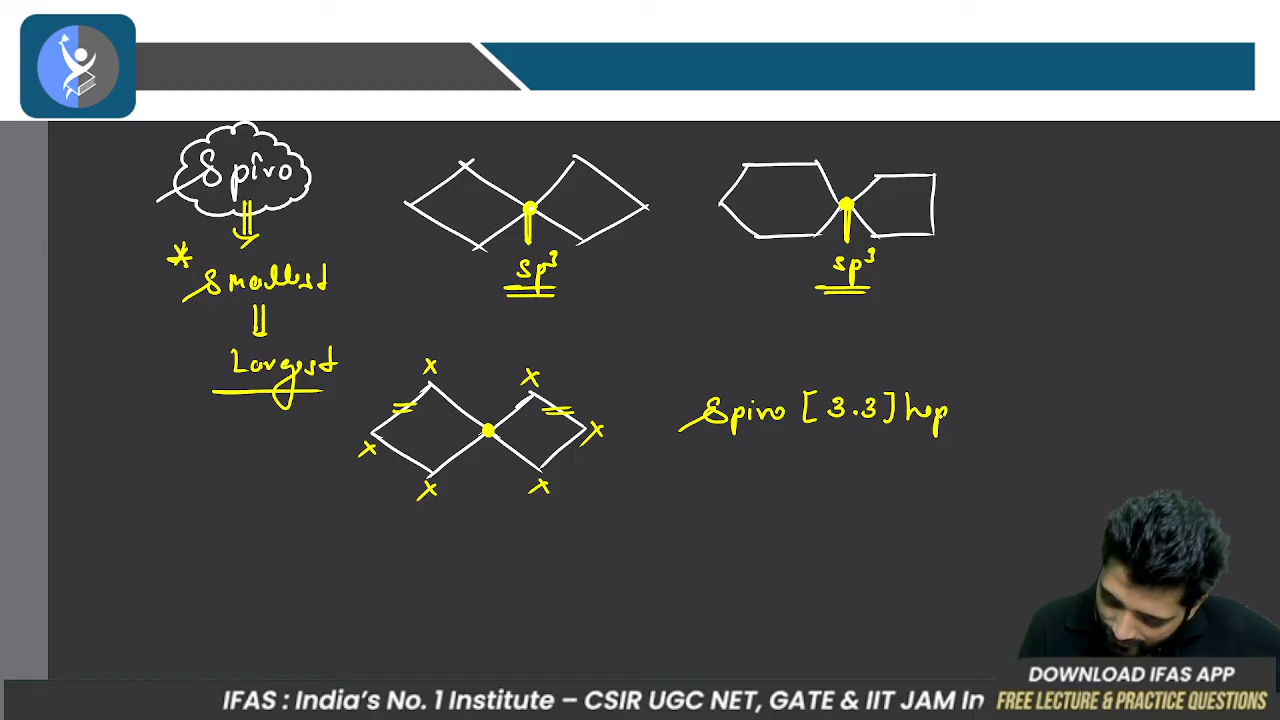 Spiro
* Smallest
Largest
sp³
sp³
x x
x x
x x
Spiro [3.3]hep
DOWNLOAD IFAS APP
IFAS : India's No. 1 Institute – CSIR UGC NET, GATE & IIT JAM In
FREE LECTURE & PRACTICE QUESTIONS